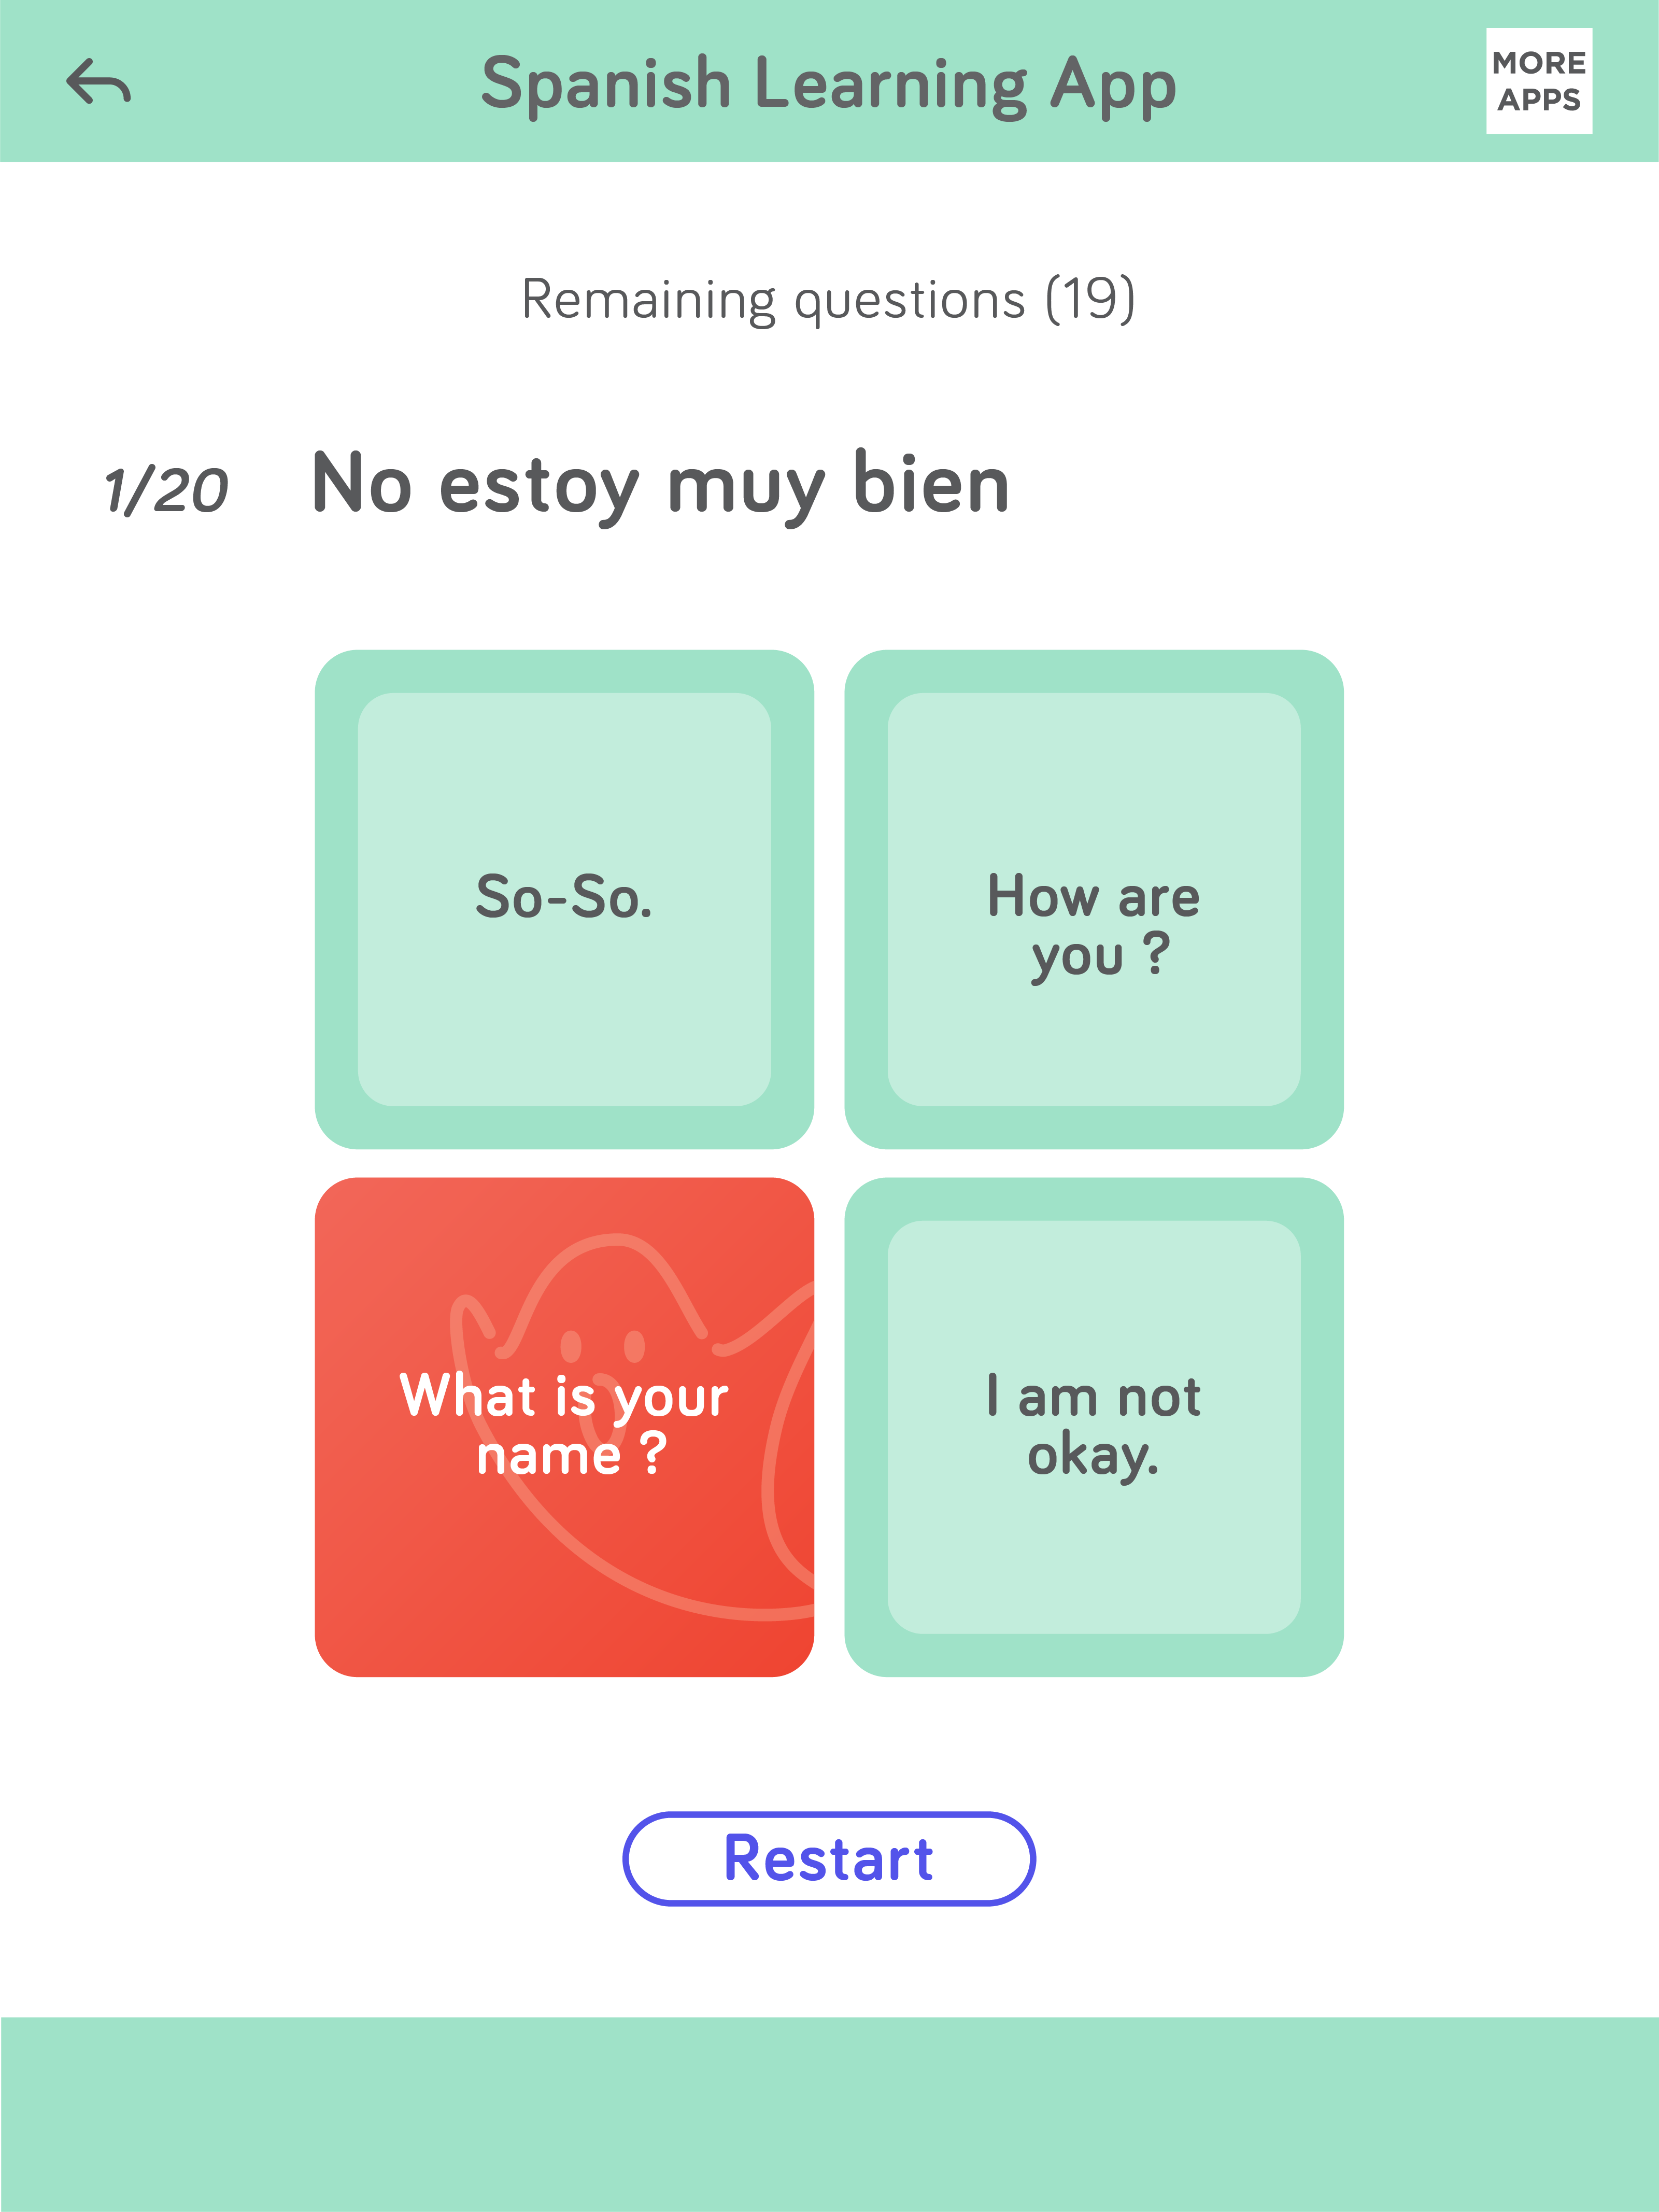 Spanish Learning App
MORE
APPS
Remaining questions (19)
1/20 No estoy muy bien
So-So.
How are
you ?
What is your
name ?
I am not
okay.
Restart